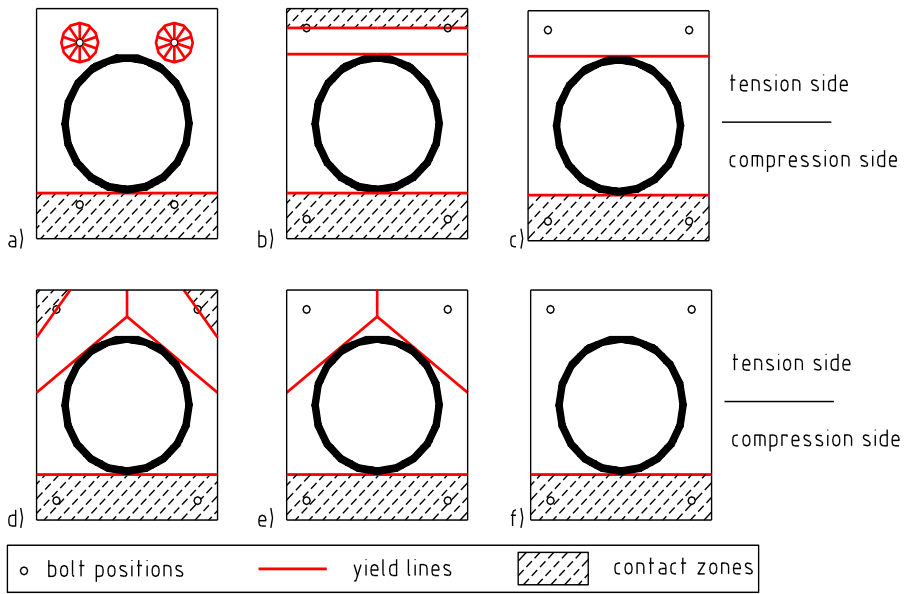 a)
b)
c)
tension side
compression side
d)
e)
f)
tension side
compression side
bolt positions
yield lines
contact zones